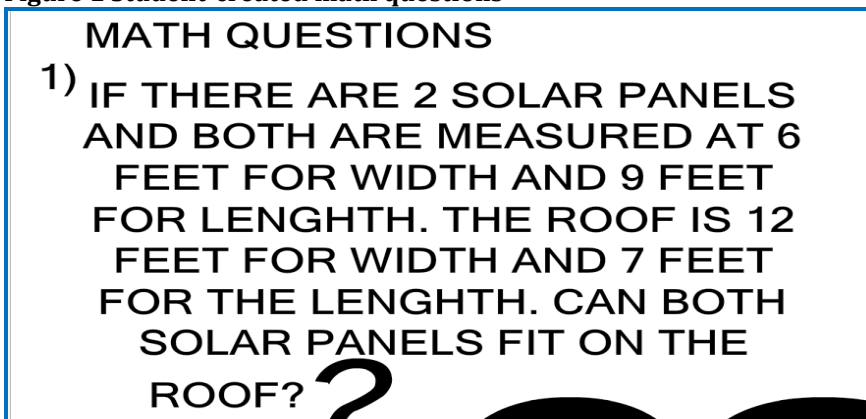 MATH QUESTIONS
1) IF THERE ARE 2 SOLAR PANELS
AND BOTH ARE MEASURED AT 6
FEET FOR WIDTH AND 9 FEET
FOR LENGHTH. THE ROOF IS 12
FEET FOR WIDTH AND 7 FEET
FOR THE LENGHTH. CAN BOTH
SOLAR PANELS FIT ON THE
ROOF? ?